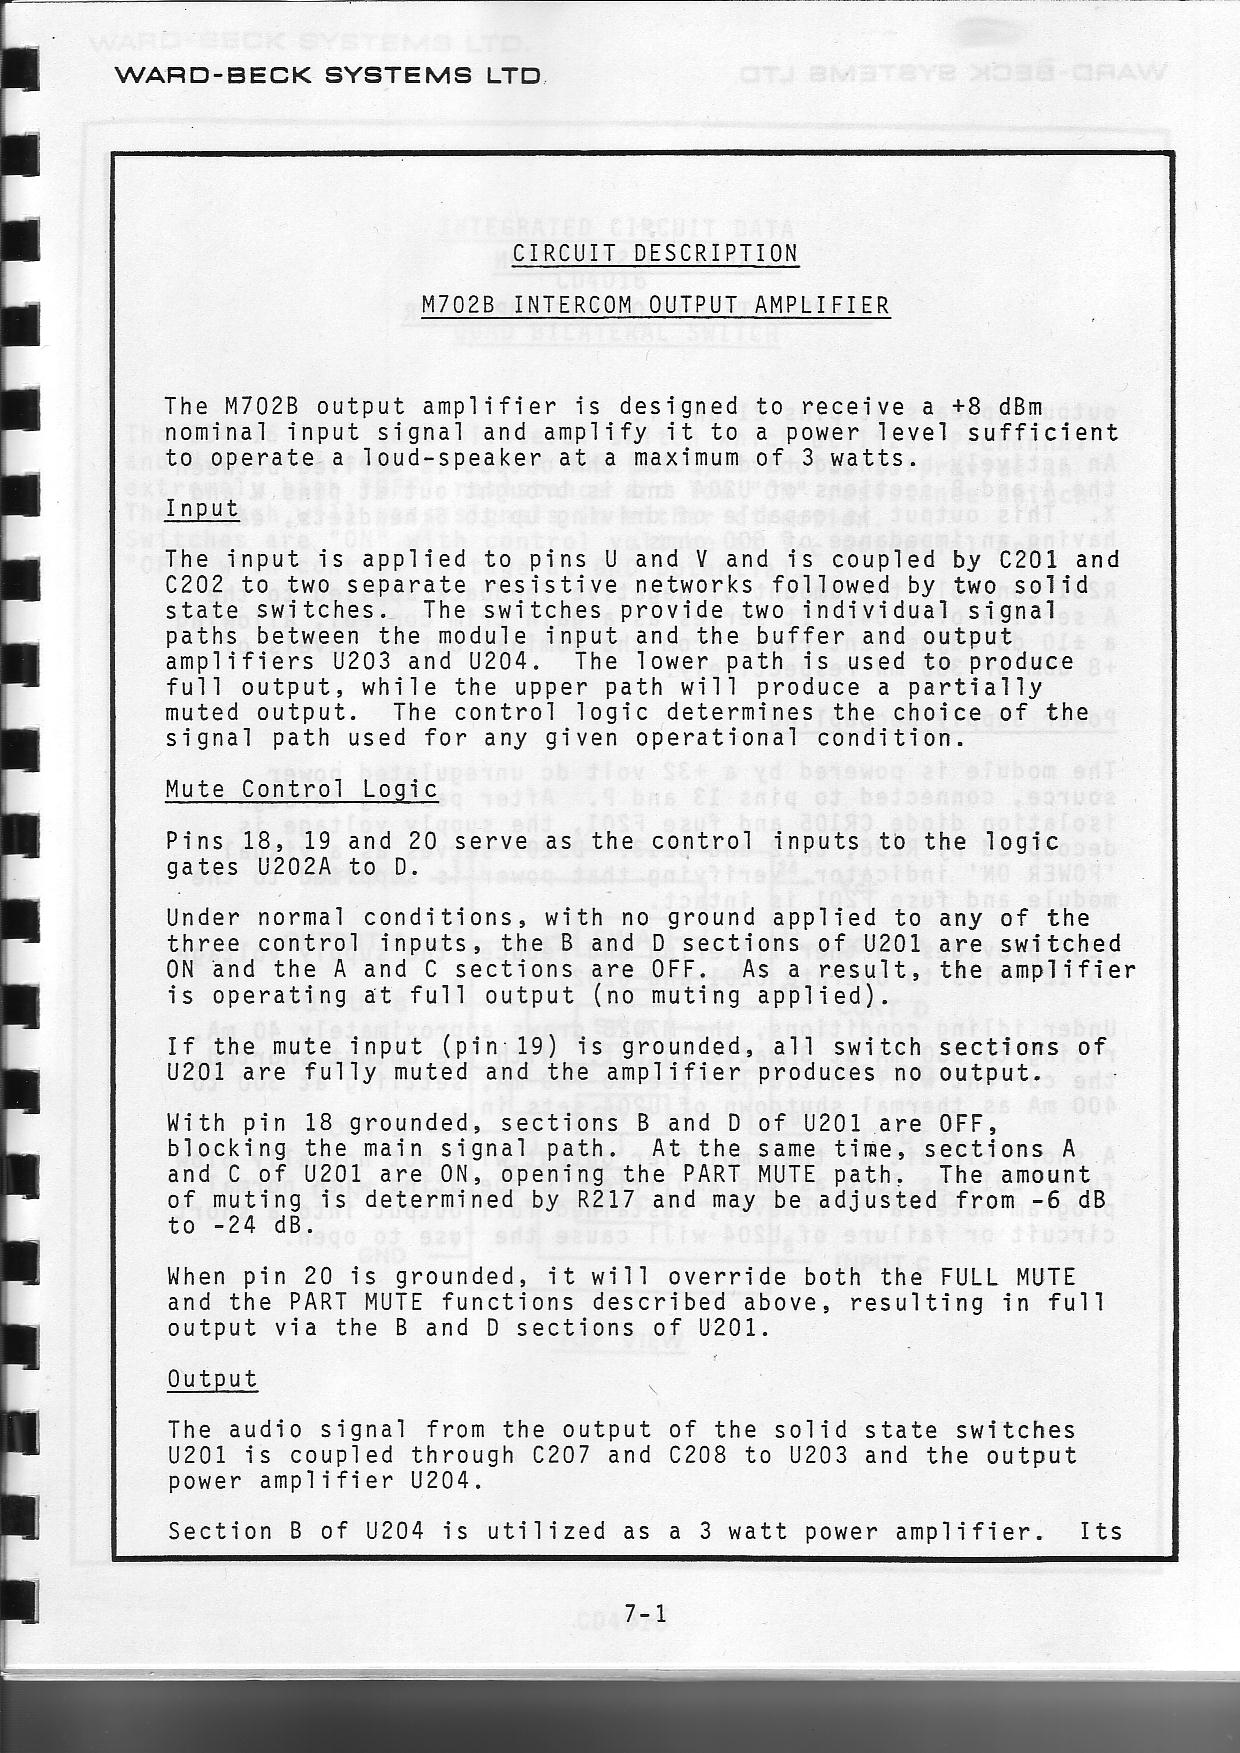 WARD-BECK SYSTEMS LTD.
CIRCUIT DESCRIPTION
M702B INTERCOM OUTPUT AMPLIFIER
The M702B output amplifier is designed to receive a +8 dBm
nominal input signal and amplify it to a power level sufficient
to operate a loud-speaker at a maximum of 3 watts.
Input
The input is applied to pins U and V and is coupled by C201 and
C202 to two separate resistive networks followed by two solid
state switches. The switches provide two individual signal
paths between the module input and the buffer and output
amplifiers U203 and U204. The lower path is used to produce
full output, while the upper path will produce a partially
muted output. The control logic determines the choice of the
signal path used for any given operational condition.
Mute Control Logic
Pins 18, 19 and 20 serve as the control inputs to the logic
gates U202A to D.
Under normal conditions, with no ground applied to any of the
three control inputs, the B and D sections of U201 are switched
ON and the A and C sections are OFF. As a result, the amplifier
is operating at full output (no muting applied).
If the mute input (pin 19) is grounded, all switch sections of
U201 are fully muted and the amplifier produces no output.
With pin 18 grounded, sections B and D of U201 are OFF,
blocking the main signal path. At the same time, sections A
and C of U201 are ON, opening the PART MUTE path. The amount
of muting is determined by R217 and may be adjusted from -6 dB
to -24 dB.
When pin 20 is grounded, it will override both the FULL MUTE
and the PART MUTE functions described above, resulting in full
output via the B and D sections of U201.
Output
The audio signal from the output of the solid state switches
U201 is coupled through C207 and C208 to U203 and the output
power amplifier U204.
Section B of U204 is utilized as a 3 watt power amplifier. Its
7-1